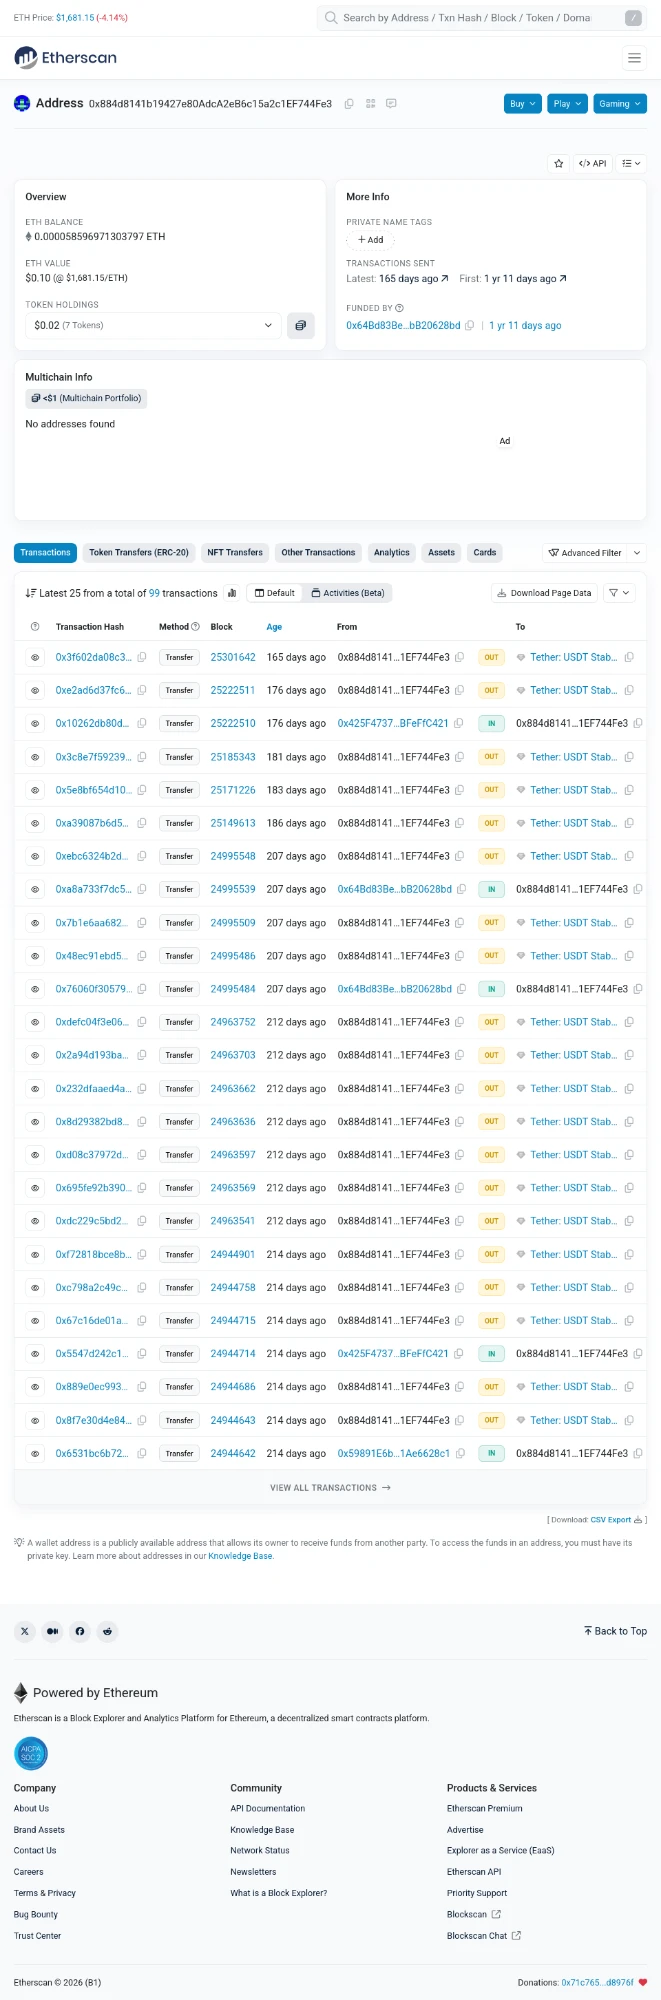 ETH Price: $1,681.15 (-4.14%)
Search by Address / Txn Hash / Block / Token / Domai
/
Etherscan
Address 0x884d8141b19427e80AdcA2eB6c15a2c1EF744Fe3
Buy
Play
Gaming
</> API
Overview
ETH BALANCE
0.000058596971303797 ETH
ETH VALUE
$0.10 (@ $1,681.15/ETH)
TOKEN HOLDINGS
$0.02 (7 Tokens)
More Info
PRIVATE NAME TAGS
+ Add
TRANSACTIONS SENT
Latest: 165 days ago ↗ First: 1 yr 11 days ago ↗
FUNDED BY
0x64Bd83Be...bB20628bd | 1 yr 11 days ago
Multichain Info
<$1 (Multichain Portfolio)
No addresses found
Ad
Transactions
Token Transfers (ERC-20)
NFT Transfers
Other Transactions
Analytics
Assets
Cards
Advanced Filter
Latest 25 from a total of 99 transactions
Default
Activities (Beta)
Download Page Data
Transaction Hash Method Block Age From To
0x3f602da08c3... Transfer 25301642 165 days ago 0x884d8141...1EF744Fe3 OUT Tether: USDT Stab...
0xe2ad6d37fc6... Transfer 25222511 176 days ago 0x884d8141...1EF744Fe3 OUT Tether: USDT Stab...
0x10262db80d... Transfer 25222510 176 days ago 0x425F4737...BFeFfC421 IN 0x884d8141...1EF744Fe3
0x3c8e7f59239... Transfer 25185343 181 days ago 0x884d8141...1EF744Fe3 OUT Tether: USDT Stab...
0x5e8bf654d10... Transfer 25171226 183 days ago 0x884d8141...1EF744Fe3 OUT Tether: USDT Stab...
0xa39087b6d5... Transfer 25149613 186 days ago 0x884d8141...1EF744Fe3 OUT Tether: USDT Stab...
0xebc6324b2d... Transfer 24995548 207 days ago 0x884d8141...1EF744Fe3 OUT Tether: USDT Stab...
0xa8a733f7dc5... Transfer 24995539 207 days ago 0x64Bd83Be...bB20628bd IN 0x884d8141...1EF744Fe3
0x7b1e6aa682... Transfer 24995509 207 days ago 0x884d8141...1EF744Fe3 OUT Tether: USDT Stab...
0x48ec91ebd5... Transfer 24995486 207 days ago 0x884d8141...1EF744Fe3 OUT Tether: USDT Stab...
0x76060f30579... Transfer 24995484 207 days ago 0x64Bd83Be...bB20628bd IN 0x884d8141...1EF744Fe3
0xdefc04f3e06... Transfer 24963752 212 days ago 0x884d8141...1EF744Fe3 OUT Tether: USDT Stab...
0x2a94d193ba... Transfer 24963703 212 days ago 0x884d8141...1EF744Fe3 OUT Tether: USDT Stab...
0x232dfaaed4a... Transfer 24963662 212 days ago 0x884d8141...1EF744Fe3 OUT Tether: USDT Stab...
0x8d29382bd8... Transfer 24963636 212 days ago 0x884d8141...1EF744Fe3 OUT Tether: USDT Stab...
0xd08c37972d... Transfer 24963597 212 days ago 0x884d8141...1EF744Fe3 OUT Tether: USDT Stab...
0x695fe92b390... Transfer 24963569 212 days ago 0x884d8141...1EF744Fe3 OUT Tether: USDT Stab...
0xdc229c5bd2... Transfer 24963541 212 days ago 0x884d8141...1EF744Fe3 OUT Tether: USDT Stab...
0xf72818bce8b... Transfer 24944901 214 days ago 0x884d8141...1EF744Fe3 OUT Tether: USDT Stab...
0xc798a2c49c... Transfer 24944758 214 days ago 0x884d8141...1EF744Fe3 OUT Tether: USDT Stab...
0x67c16de01a... Transfer 24944715 214 days ago 0x884d8141...1EF744Fe3 OUT Tether: USDT Stab...
0x5547d242c1... Transfer 24944714 214 days ago 0x425F4737...BFeFfC421 IN 0x884d8141...1EF744Fe3
0x889e0ec993... Transfer 24944686 214 days ago 0x884d8141...1EF744Fe3 OUT Tether: USDT Stab...
0x8f7e30d4e84... Transfer 24944643 214 days ago 0x884d8141...1EF744Fe3 OUT Tether: USDT Stab...
0x6531bc6b72... Transfer 24944642 214 days ago 0x59891E6b...1Ae6628c1 IN 0x884d8141...1EF744Fe3
VIEW ALL TRANSACTIONS →
[ Download: CSV Export ]
A wallet address is a publicly available address that allows its owner to receive funds from another party. To access the funds in an address, you must have its
private key. Learn more about addresses in our Knowledge Base.
Back to Top
Powered by Ethereum
Etherscan is a Block Explorer and Analytics Platform for Ethereum, a decentralized smart contracts platform.
AICPA
SOC 2
Company
About Us
Brand Assets
Contact Us
Careers
Terms & Privacy
Bug Bounty
Trust Center
Community
API Documentation
Knowledge Base
Network Status
Newsletters
What is a Block Explorer?
Products & Services
Etherscan Premium
Advertise
Explorer as a Service (EaaS)
Etherscan API
Priority Support
Blockscan
Blockscan Chat
Etherscan © 2026 (B1)
Donations: 0x71c765...d8976f